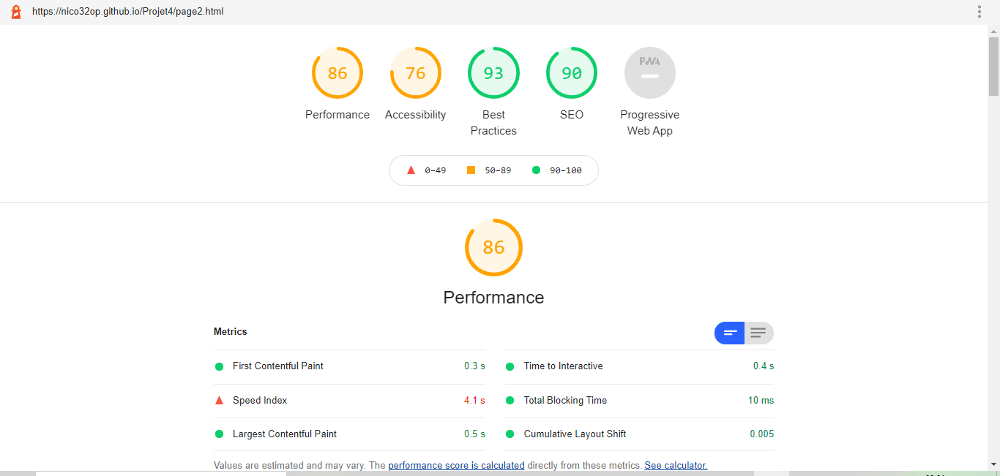 https://nico32op.github.io/Projet4/page2.html
86 76 93 90 PWA
Performance Accessibility Best Practices SEO Progressive Web App
0–49 50–89 90–100
86
Performance
Metrics
First Contentful Paint 0.3 s
Time to Interactive 0.4 s
Speed Index 4.1 s
Total Blocking Time 10 ms
Largest Contentful Paint 0.5 s
Cumulative Layout Shift 0.005
Values are estimated and may vary. The performance score is calculated directly from these metrics. See calculator.